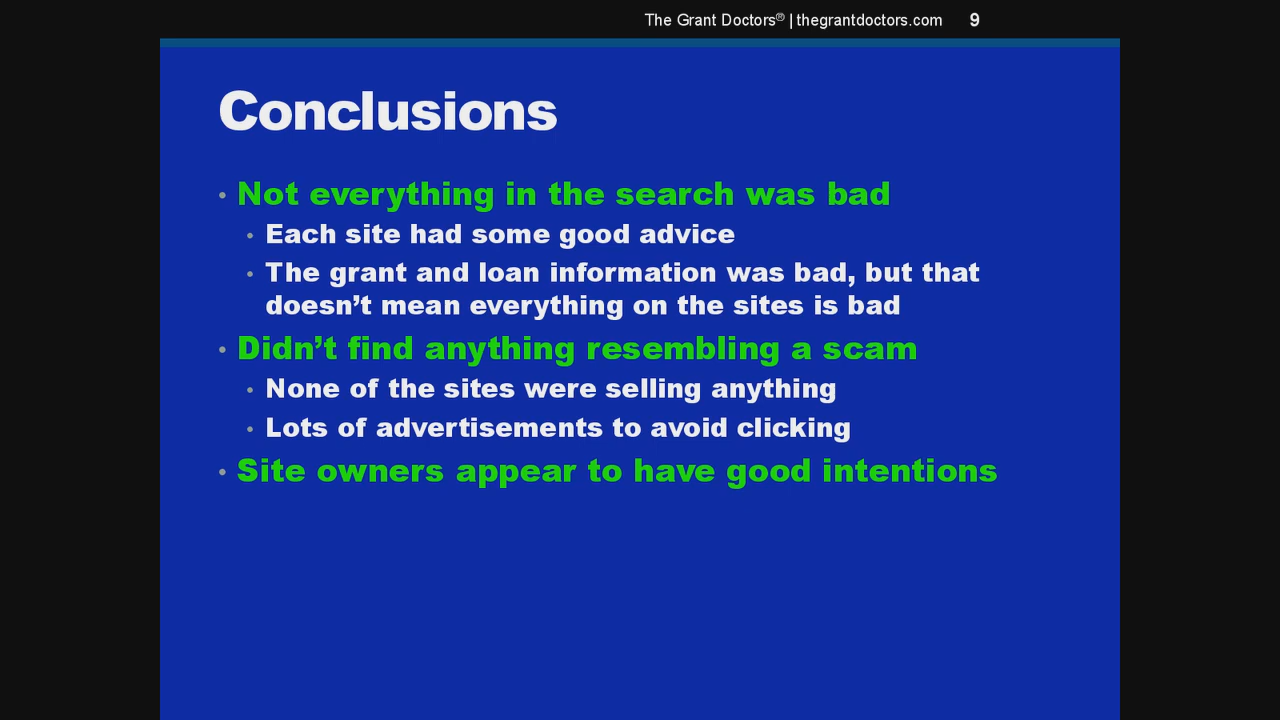 The Grant Doctors® | thegrantdoctors.com 9
Conclusions
• Not everything in the search was bad
• Each site had some good advice
• The grant and loan information was bad, but that
doesn’t mean everything on the sites is bad
• Didn’t find anything resembling a scam
• None of the sites were selling anything
• Lots of advertisements to avoid clicking
• Site owners appear to have good intentions